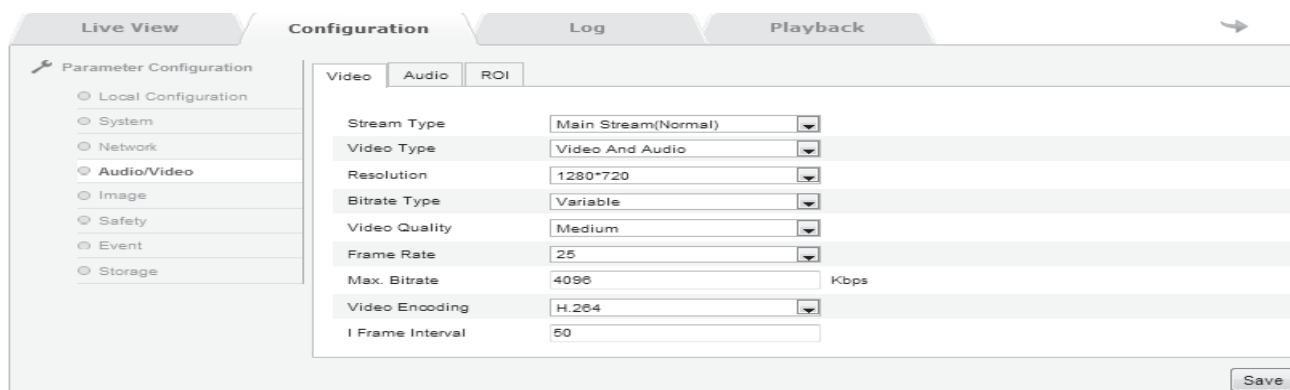 Live View Configuration Log Playback
Parameter Configuration
Local Configuration
System
Network
Audio/Video
Image
Safety
Event
Storage
Video Audio ROI
Stream Type Main Stream(Normal)
Video Type Video And Audio
Resolution 1280*720
Bitrate Type Variable
Video Quality Medium
Frame Rate 25
Max. Bitrate 4096 Kbps
Video Encoding H.264
I Frame Interval 50
Save